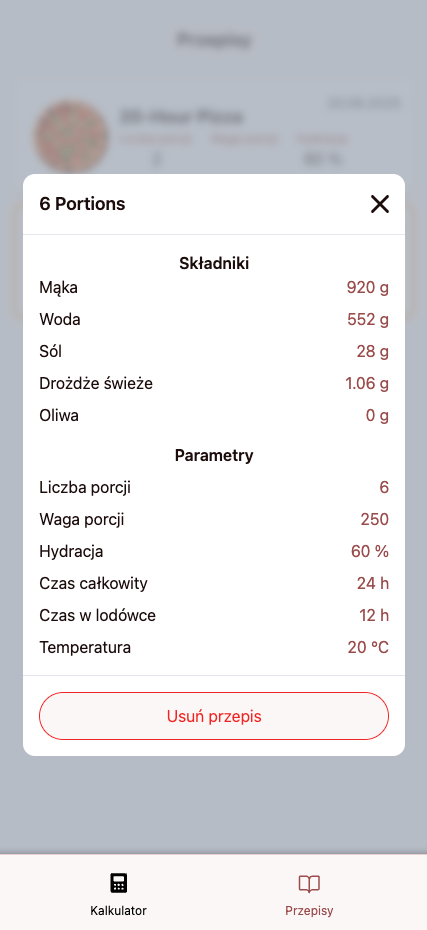 Przepisy
20-Hour Pizza
6 Portions
Składniki
Mąka 920 g
Woda 552 g
Sól 28 g
Drożdże świeże 1.06 g
Oliwa 0 g
Parametry
Liczba porcji 6
Waga porcji 250
Hydracja 60 %
Czas całkowity 24 h
Czas w lodówce 12 h
Temperatura 20 °C
Usuń przepis
Kalkulator
Przepisy